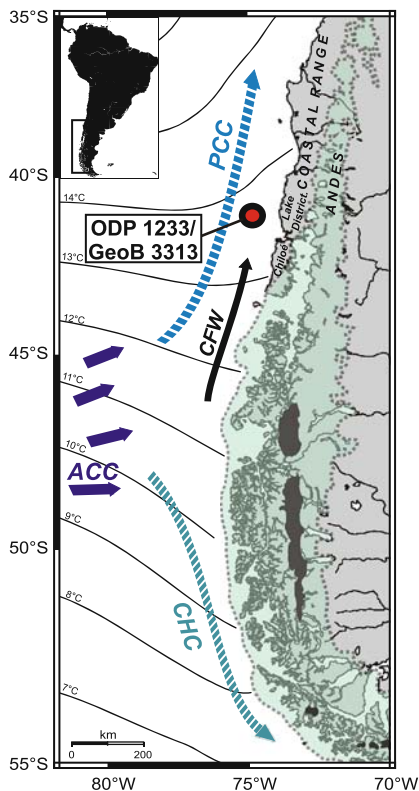 35°S
40°S
45°S
50°S
55°S
80°W
75°W
70°W
PCC
COASTAL RANGE
ANDES
Lake
District
Chiloé
14°C
ODP 1233/
GeoB 3313
13°C
CFW
12°C
11°C
10°C
ACC
9°C
CHC
8°C
7°C
km
0
200